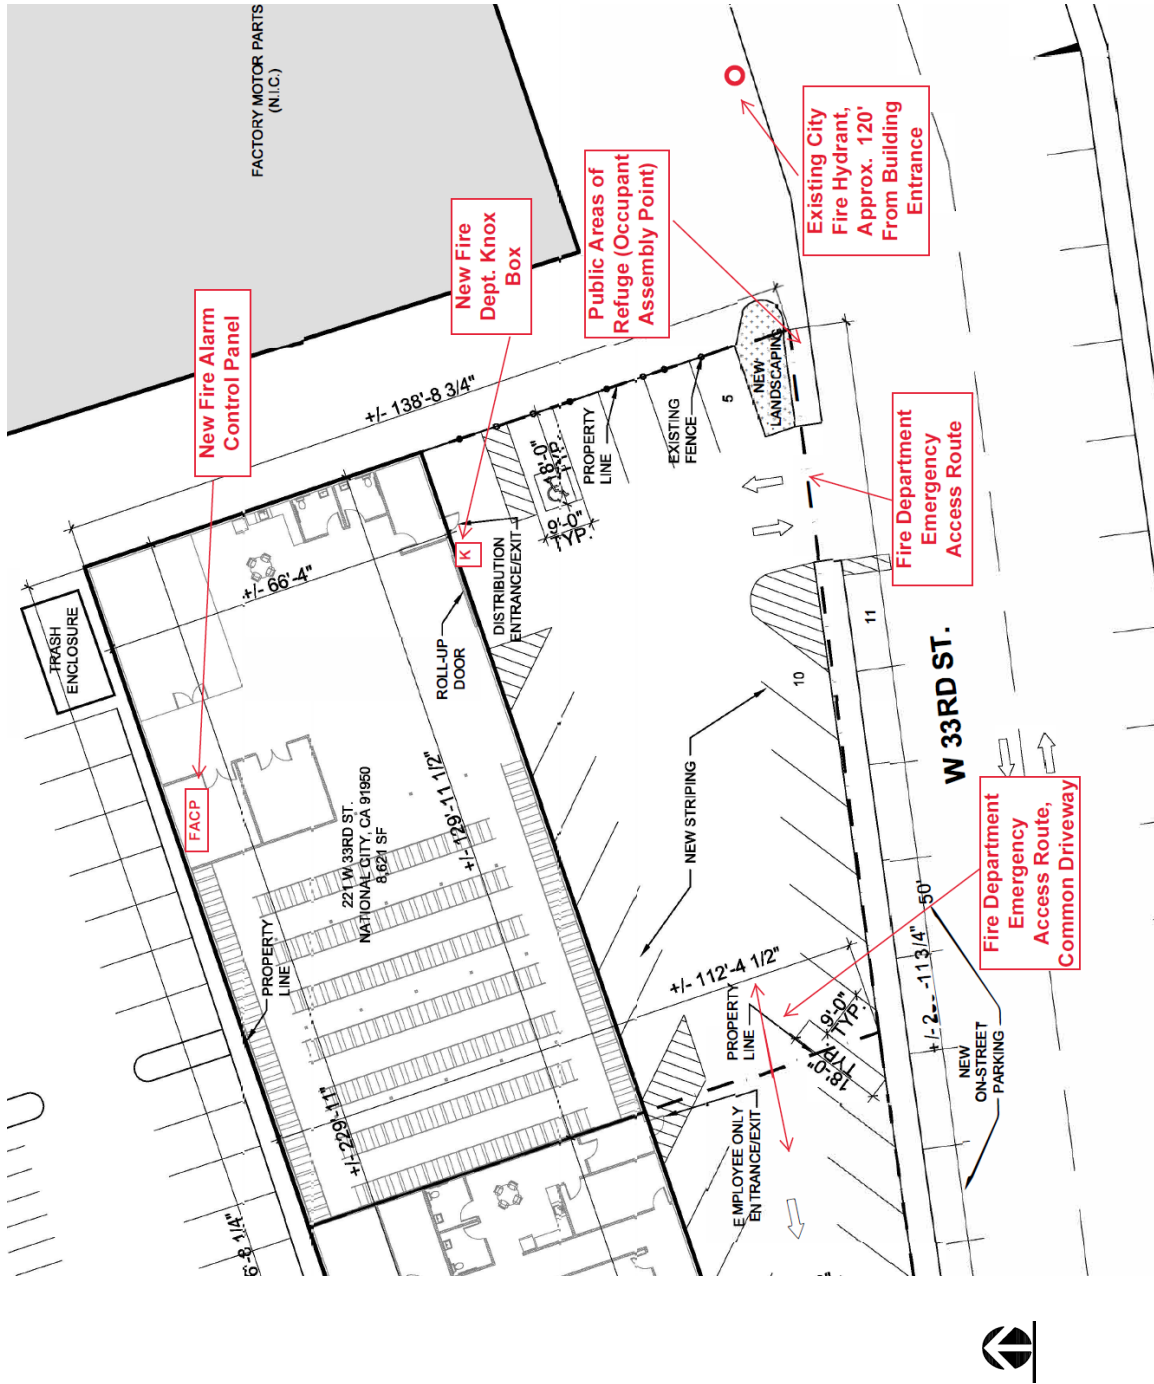 FACTORY MOTOR PARTS
(N.I.C.)
New Fire Alarm
Control Panel
New Fire
Dept. Knox
Box
Public Areas of
Refuge (Occupant
Assembly Point)
Existing City
Fire Hydrant,
Approx. 120'
From Building
Entrance
+/- 138'-8 3/4"
NEW
LANDSCAPING
5
PROPERTY
LINE
EXISTING
FENCE
18'-0"
9'-0"
TYP.
Fire Department
Emergency
Access Route
TRASH
ENCLOSURE
+/- 66'-4"
K
DISTRIBUTION
ENTRANCE/EXIT
ROLL-UP
DOOR
10
11
W 33RD ST.
FACP
221 W 33RD ST.
NATIONAL CITY, CA 91950
8,621 SF
+/-129'-11 1/2"
NEW STRIPING
PROPERTY
LINE
+/- 112'-4 1/2"
PROPERTY
LINE
9'-0"
TYP.
18'-0"
TYP.
50'
Fire Department
Emergency
Access Route,
Common Driveway
+/-229'-11"
EMPLOYEE ONLY
ENTRANCE/EXIT
NEW
ON-STREET
PARKING